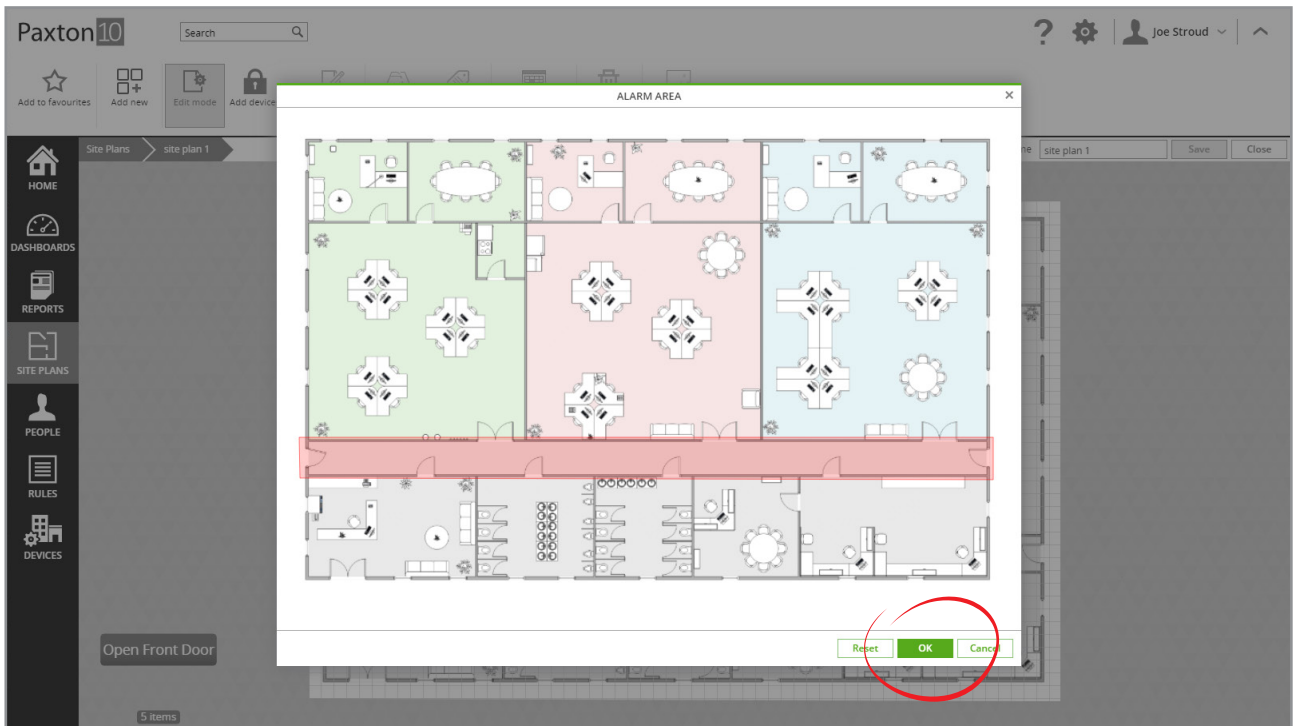 Paxton10
Search
Joe Stroud
Add to favourites
Add new
Edit mode
Add device
ALARM AREA
Site Plans
site plan 1
site plan 1
Save
Close
HOME
DASHBOARDS
REPORTS
SITE PLANS
PEOPLE
RULES
DEVICES
Reset
OK
Cancel
Open Front Door
5 items